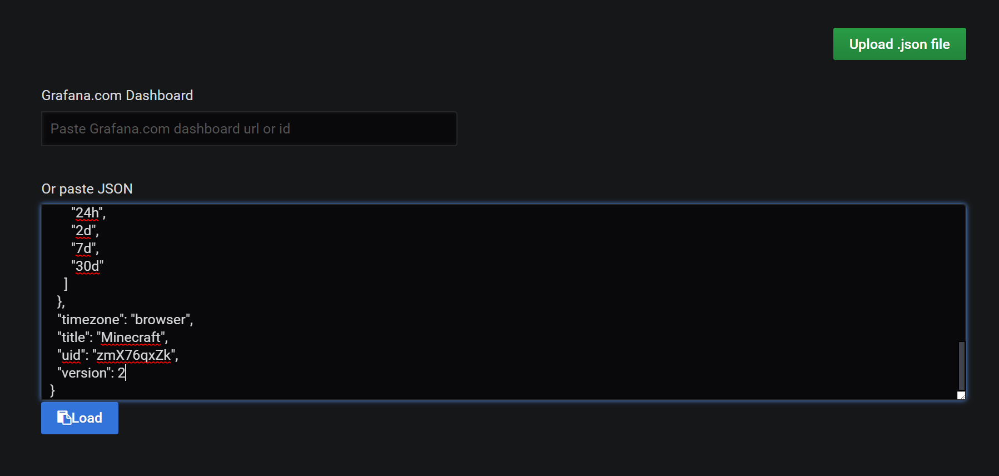 Upload .json file
Grafana.com Dashboard
Paste Grafana.com dashboard url or id
Or paste JSON
"24h",
"2d",
"7d",
"30d"
]
},
"timezone": "browser",
"title": "Minecraft",
"uid": "zmX76qxZk",
"version": 2
}
Load